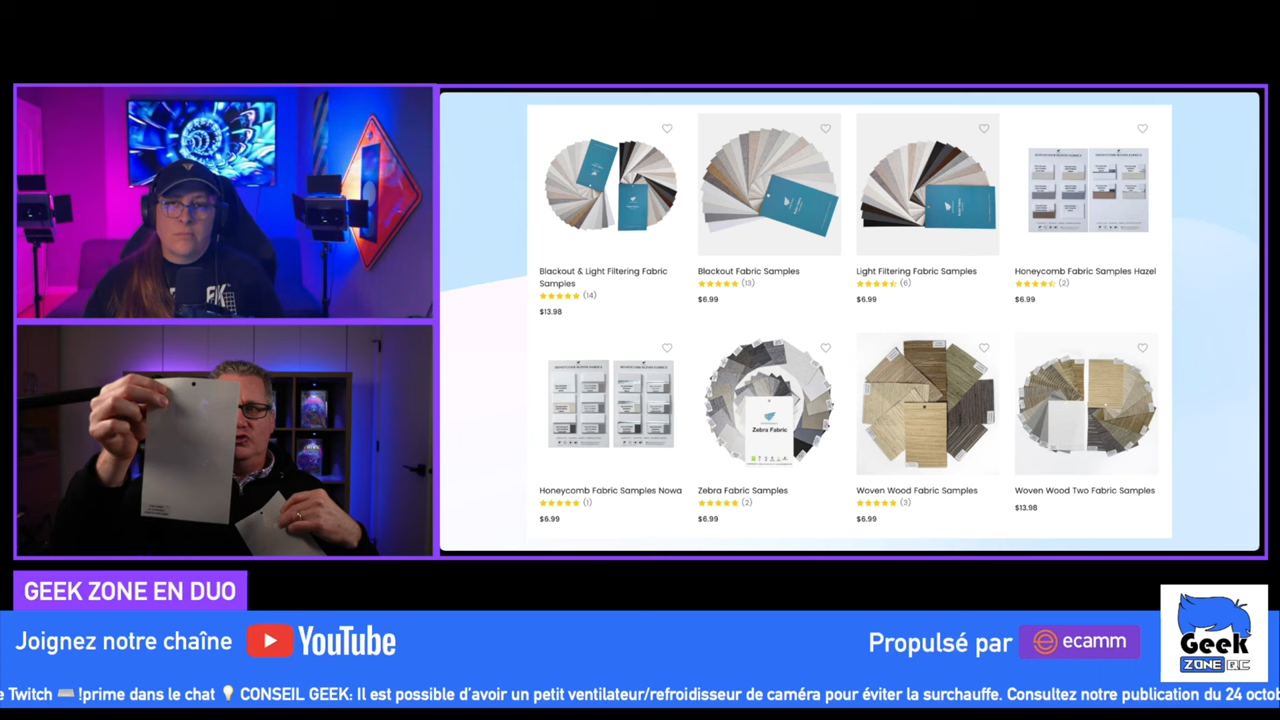 Blackout & Light Filtering Fabric
Samples
(14)
$13.98
Blackout Fabric Samples
(13)
$6.99
Light Filtering Fabric Samples
(6)
$6.99
Honeycomb Fabric Samples Hazel
(2)
$6.99
Zebra Fabric
Honeycomb Fabric Samples Nowa
(1)
$6.99
Zebra Fabric Samples
(2)
$6.99
Woven Wood Fabric Samples
(3)
$6.99
Woven Wood Two Fabric Samples
$13.98
GEEK ZONE EN DUO
Joignez notre chaîne
YouTube
Propulsé par
ecamm
Geek
ZONE QC
e Twitch ⌨️ !prime dans le chat 💡 CONSEIL GEEK: Il est possible d'avoir un petit ventilateur/refroidisseur de caméra pour éviter la surchauffe. Consultez notre publication du 24 octob